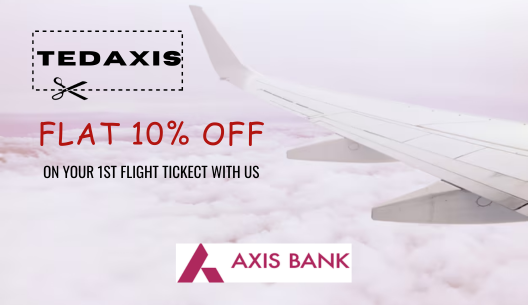 TEDAXIS
FLAT 10% OFF
ON YOUR 1ST FLIGHT TICKECT WITH US
AXIS BANK